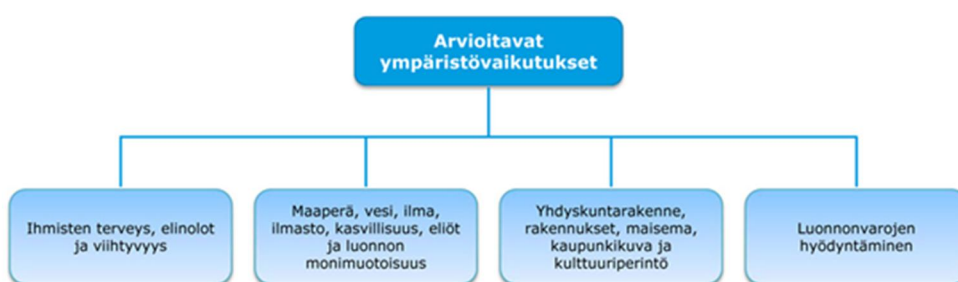 Arvioitavat
ympäristövaikutukset
Ihmisten terveys, elinolot
ja viihtyvyys
Maaperä, vesi, ilma,
ilmasto, kasvillisuus, eliöt
ja luonnon
monimuotoisuus
Yhdyskuntarakenne,
rakennukset, maisema,
kaupunkikuva ja
kulttuuriperintö
Luonnonvarojen
hyödyntäminen